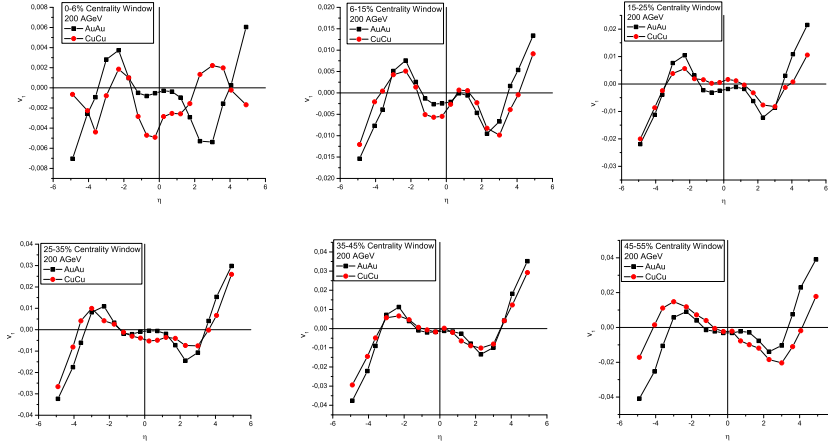 0-6% Centrality Window
200 AGeV
AuAu
CuCu
0,008
0,006
0,004
0,002
0,000
-0,002
-0,004
-0,006
-0,008
v₁
-6 -4 -2 0 2 4 6
η
6-15% Centrality Window
200 AGeV
AuAu
CuCu
0,020
0,015
0,010
0,005
0,000
-0,005
-0,010
-0,015
-0,020
v₁
-6 -4 -2 0 2 4 6
η
15-25% Centrality Window
200 AGeV
AuAu
CuCu
0,02
0,01
0,00
-0,01
-0,02
-0,03
v₁
-6 -4 -2 0 2 4 6
η
25-35% Centrality Window
200 AGeV
AuAu
CuCu
0,04
0,03
0,02
0,01
0,00
-0,01
-0,02
-0,03
-0,04
v₁
-6 -4 -2 0 2 4 6
η
35-45% Centrality Window
200 AGeV
AuAu
CuCu
0,04
0,03
0,02
0,01
0,00
-0,01
-0,02
-0,03
-0,04
v₁
-6 -4 -2 0 2 4 6
η
45-55% Centrality Window
200 AGeV
AuAu
CuCu
0,04
0,02
0,00
-0,02
-0,04
v₁
-6 -4 -2 0 2 4
η